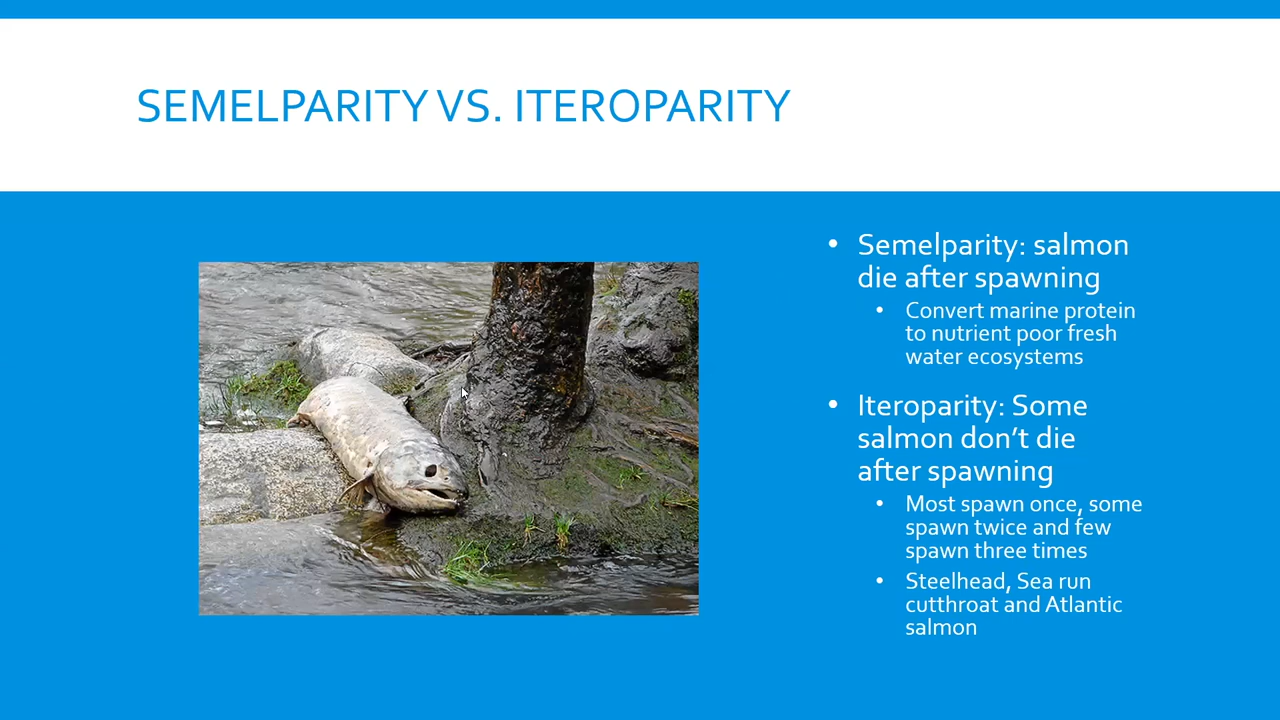 SEMELPARITY VS. ITEROPARITY
• Semelparity: salmon
die after spawning
• Convert marine protein
to nutrient poor fresh
water ecosystems
• Iteroparity: Some
salmon don’t die
after spawning
• Most spawn once, some
spawn twice and few
spawn three times
• Steelhead, Sea run
cutthroat and Atlantic
salmon